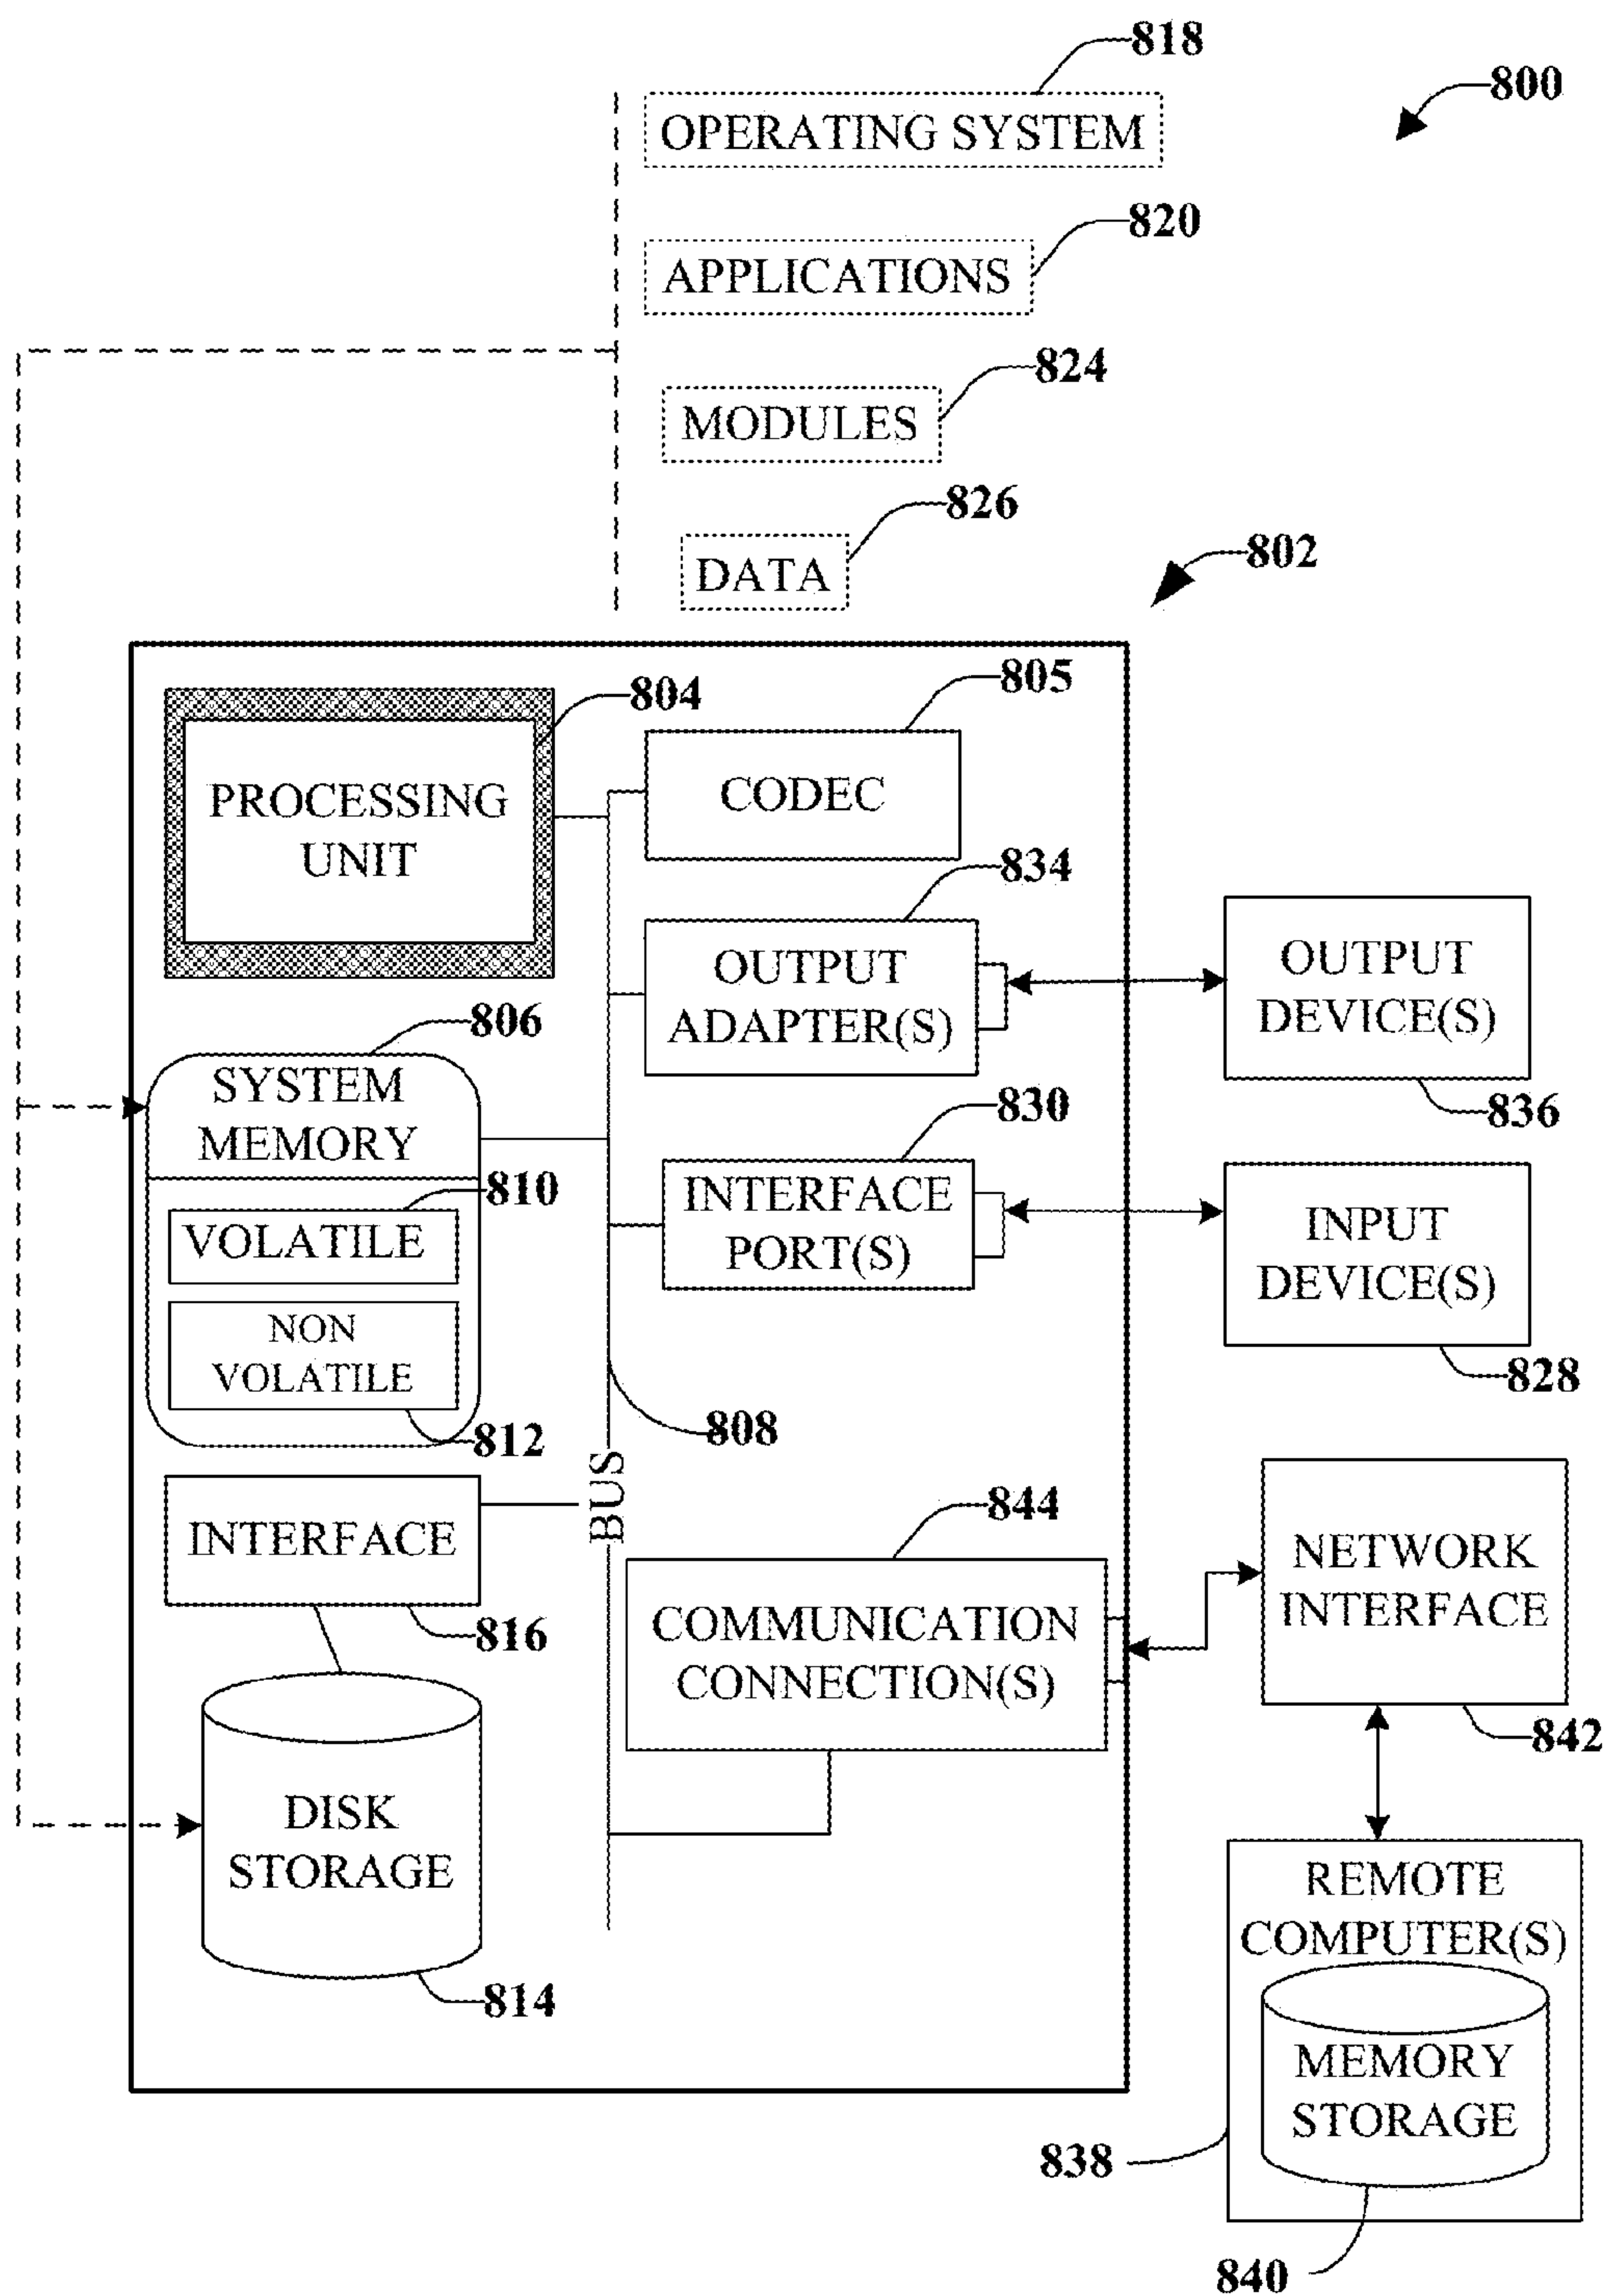 818
800
OPERATING SYSTEM
820
APPLICATIONS
824
MODULES
826
DATA
802
804
PROCESSING
UNIT
805
CODEC
834
OUTPUT
ADAPTER(S)
OUTPUT
DEVICE(S)
836
806
SYSTEM
MEMORY
810
VOLATILE
NON
VOLATILE
812
830
INTERFACE
PORT(S)
INPUT
DEVICE(S)
828
808
BUS
INTERFACE
816
844
COMMUNICATION
CONNECTION(S)
NETWORK
INTERFACE
842
DISK
STORAGE
814
REMOTE
COMPUTER(S)
MEMORY
STORAGE
838
840